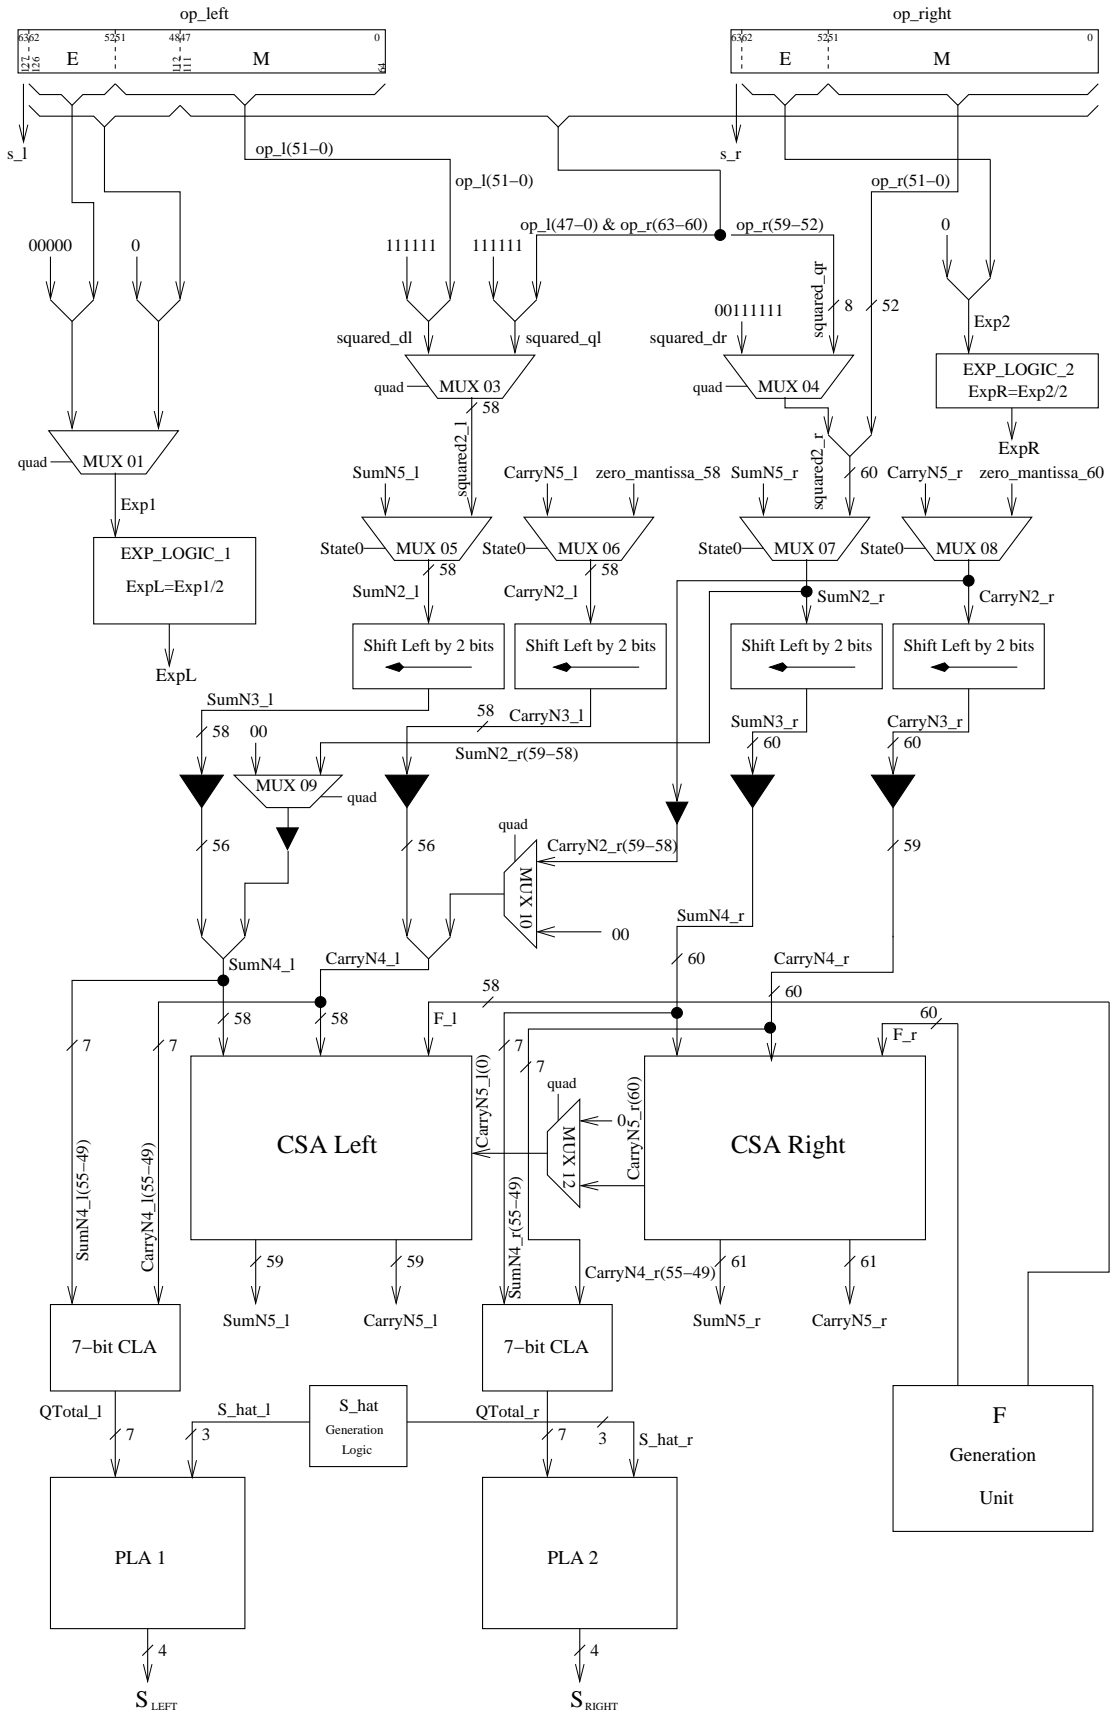 op_left
op_right
63 62 52 51 48 47 0
63 62 52 51 0
E M
E M
127 126 112 111 64
s_l
op_l(51−0)
s_r
op_l(51−0)
op_r(51−0)
op_l(47−0) & op_r(63−60)
op_r(59−52)
00000
0
111111
111111
0
squared_qr
8
52
00111111
Exp2
squared_dl
squared_ql
squared_dr
MUX 03
quad
MUX 04
quad
EXP_LOGIC_2
ExpR=Exp2/2
58
ExpR
MUX 01
quad
squared2_l
squared2_r
60
SumN5_l
CarryN5_l
zero_mantissa_58
SumN5_r
CarryN5_r
zero_mantissa_60
Exp1
State0
MUX 05
State0
MUX 06
State0
MUX 07
State0
MUX 08
EXP_LOGIC_1
ExpL=Exp1/2
58
58
SumN2_l
CarryN2_l
SumN2_r
CarryN2_r
Shift Left by 2 bits
Shift Left by 2 bits
Shift Left by 2 bits
Shift Left by 2 bits
ExpL
SumN3_l
58
CarryN3_l
SumN3_r
CarryN3_r
58
00
60
60
SumN2_r(59−58)
MUX 09
quad
quad
56
56
CarryN2_r(59−58)
59
MUX 10
SumN4_r
00
SumN4_l
CarryN4_l
60
CarryN4_r
58
60
58
58
F_l
60
F_r
7
7
7
7
CarryN5_l(0)
quad
0
CarryN5_r(60)
MUX 12
CSA Left
CSA Right
SumN4_l(55−49)
CarryN4_l(55−49)
SumN4_r(55−49)
59
59
CarryN4_r(55−49)
61
61
SumN5_l
CarryN5_l
SumN5_r
CarryN5_r
7−bit CLA
7−bit CLA
QTotal_l
S_hat_l
S_hat
Generation
Logic
QTotal_r
7
3
7
3
S_hat_r
F
Generation
Unit
PLA 1
PLA 2
4
4
S LEFT
S RIGHT